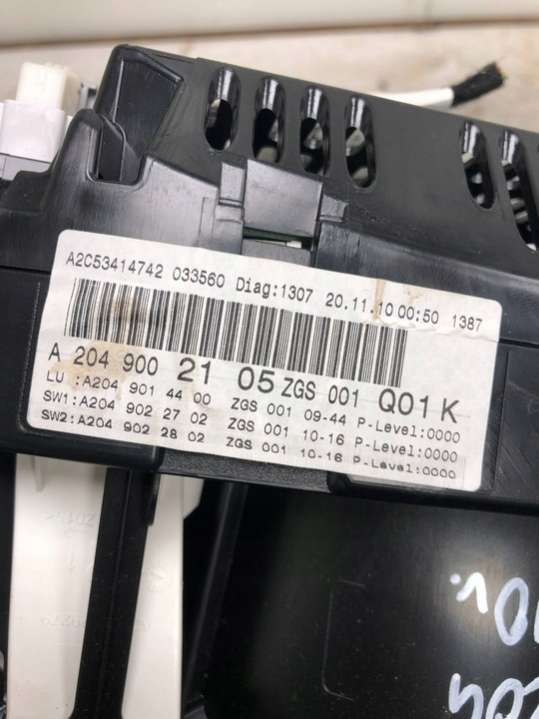 A2C53414742 033560 Diag:1307 20.11.10 00:50 1387
A 204 900 21 05 ZGS 001 Q01 K
LU :A204 901 44 00 ZGS 001 09-44 P-Level:0000
SW1:A204 902 27 02 ZGS 001 10-16 P-Level:0000
SW2:A204 902 28 02 ZGS 001 10-16 P-Level:0000